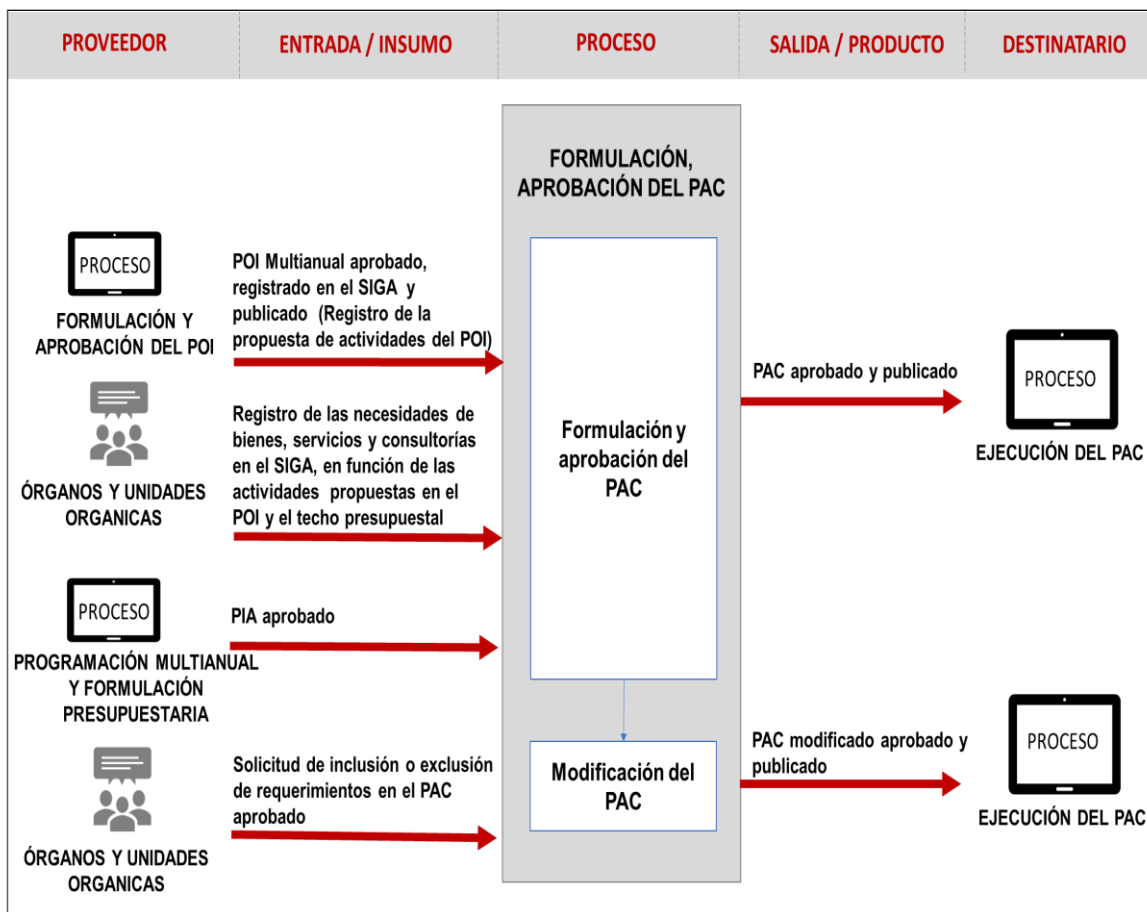 PROVEEDOR
ENTRADA / INSUMO
PROCESO
SALIDA / PRODUCTO
DESTINATARIO
PROCESO
FORMULACIÓN Y
APROBACIÓN DEL POI
POI Multianual aprobado,
registrado en el SIGA y
publicado (Registro de la
propuesta de actividades del POI)
ÓRGANOS Y UNIDADES
ORGANICAS
Registro de las necesidades de
bienes, servicios y consultorías
en el SIGA, en función de las
actividades propuestas en el
POI y el techo presupuestal
PROCESO
PROGRAMACIÓN MULTIANUAL
Y FORMULACIÓN
PRESUPUESTARIA
PIA aprobado
ÓRGANOS Y UNIDADES
ORGANICAS
Solicitud de inclusión o exclusión
de requerimientos en el PAC
aprobado
FORMULACIÓN,
APROBACIÓN DEL PAC
Formulación y
aprobación del
PAC
Modificación del
PAC
PAC aprobado y publicado
PROCESO
EJECUCIÓN DEL PAC
PAC modificado aprobado y
publicado
PROCESO
EJECUCIÓN DEL PAC